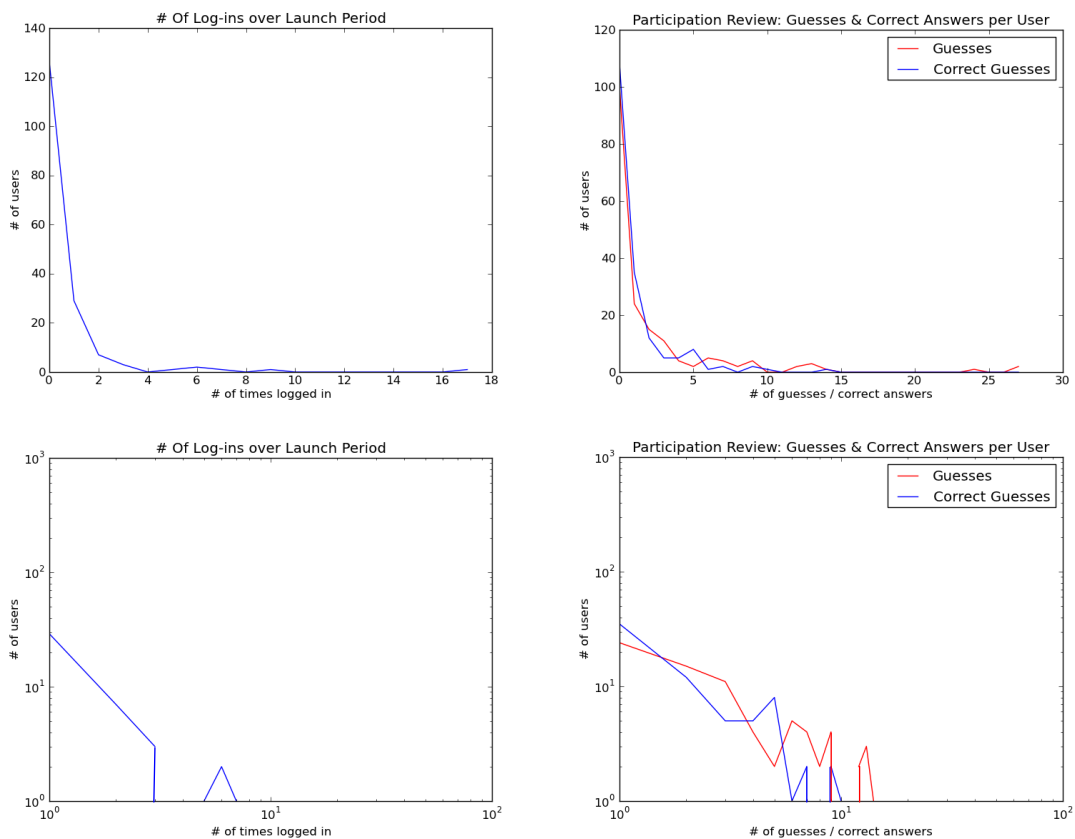 # Of Log-ins over Launch Period
140
120
100
80
60
40
20
0
# of users
0 2 4 6 8 10 12 14 16 18
# of times logged in
Participation Review: Guesses & Correct Answers per User
120
100
80
60
40
20
0
# of users
Guesses
Correct Guesses
0 5 10 15 20 25 30
# of guesses / correct answers
# Of Log-ins over Launch Period
10³
10²
10¹
10⁰
# of users
10⁰ 10¹ 10²
# of times logged in
Participation Review: Guesses & Correct Answers per User
10³
10²
10¹
10⁰
# of users
Guesses
Correct Guesses
10⁰ 10¹ 10²
# of guesses / correct answers